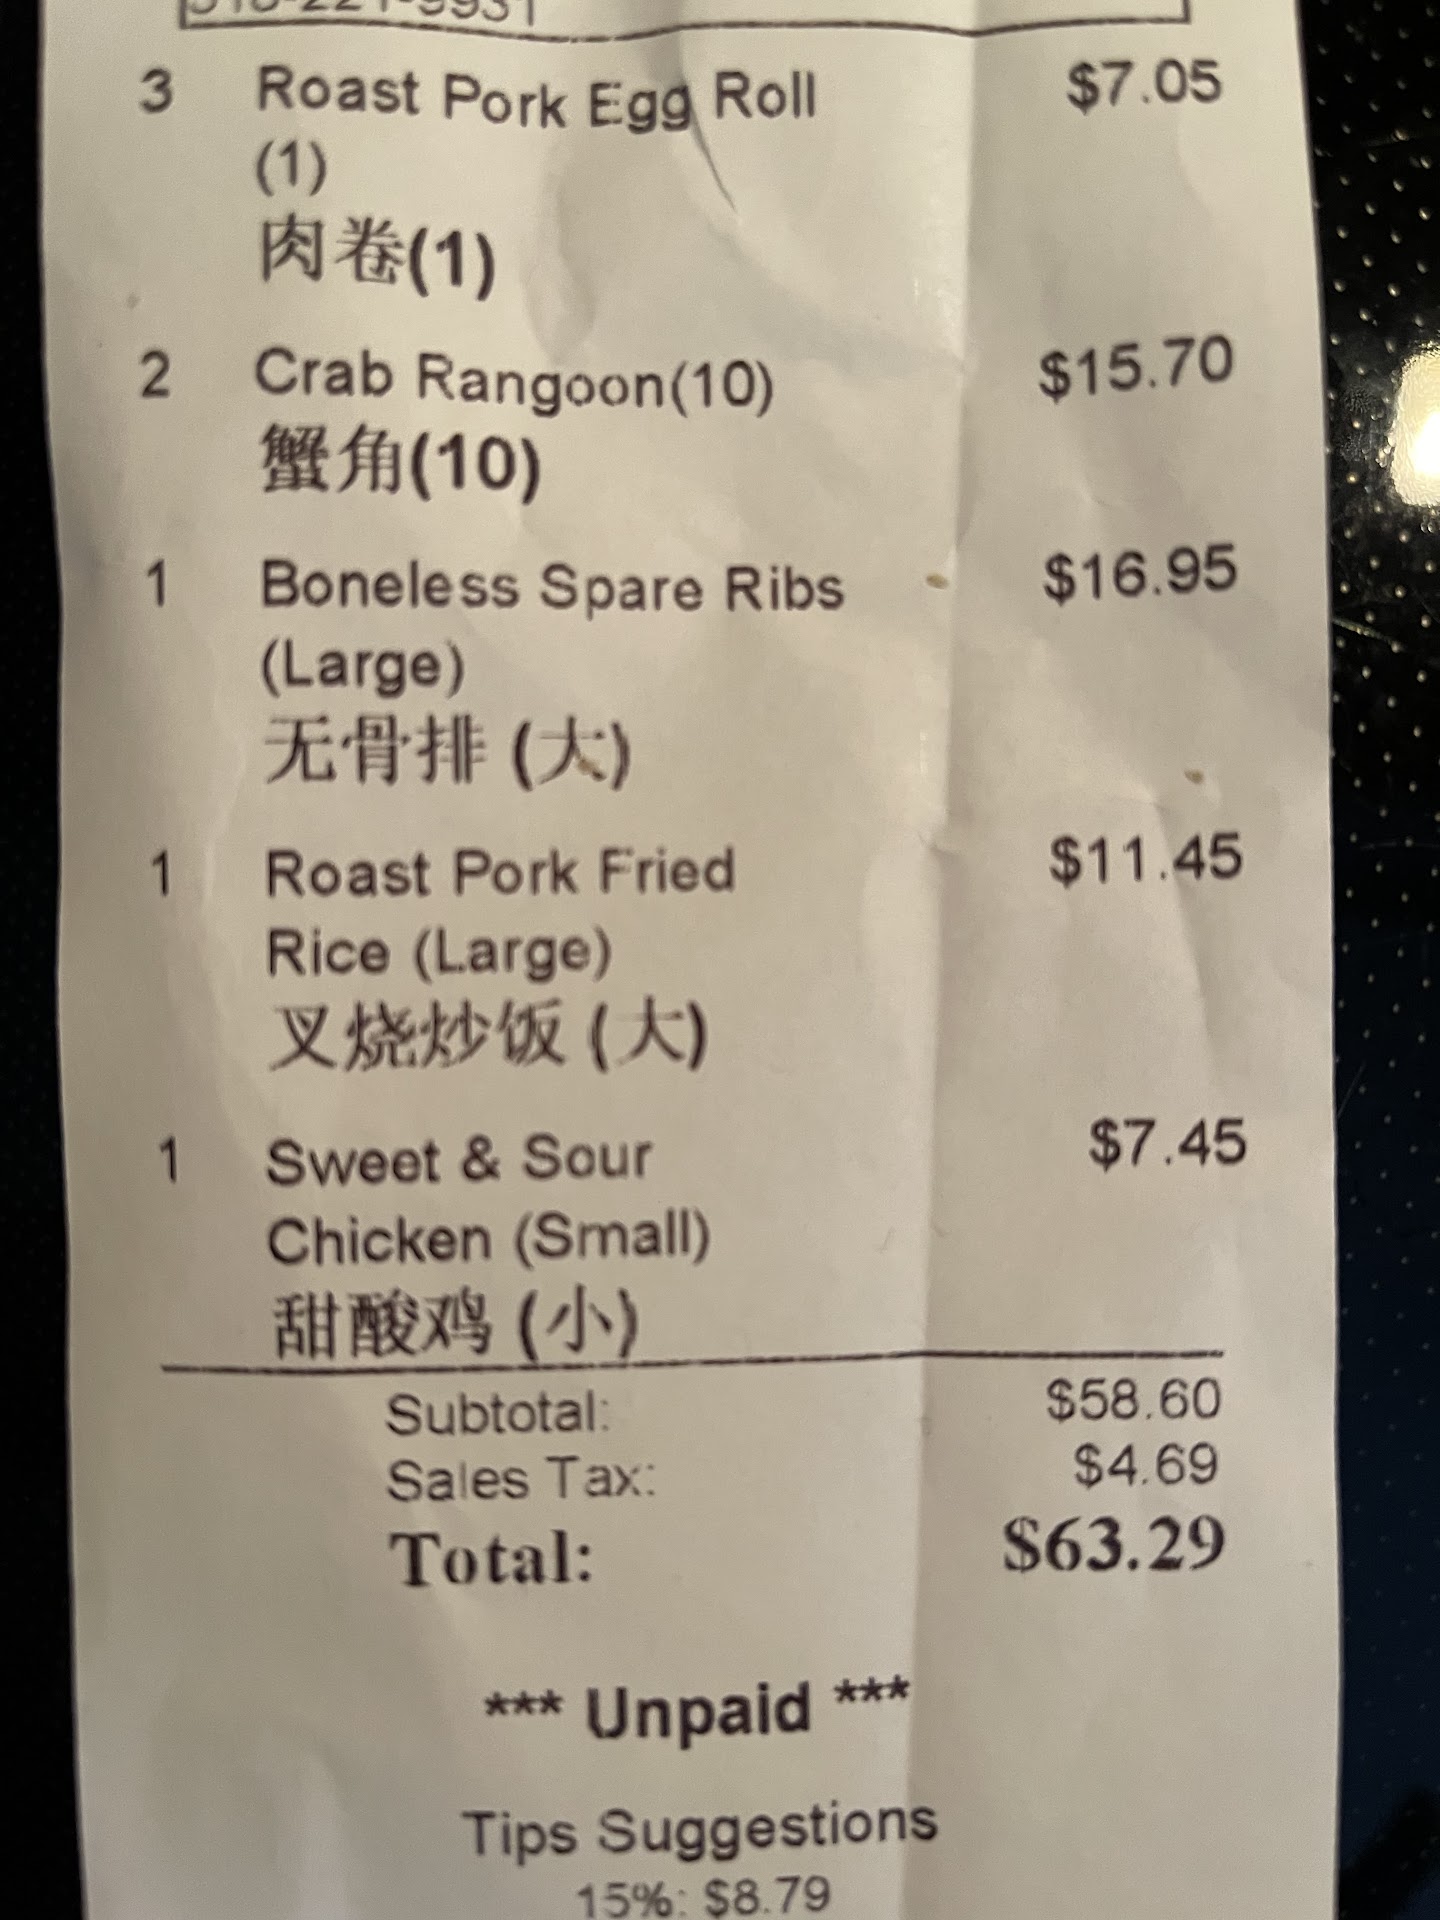 3 Roast Pork Egg Roll $7.05
(1)
肉卷(1)
2 Crab Rangoon(10) $15.70
蟹角(10)
1 Boneless Spare Ribs $16.95
(Large)
无骨排 (大)
1 Roast Pork Fried $11.45
Rice (Large)
叉烧炒饭 (大)
1 Sweet & Sour $7.45
Chicken (Small)
甜酸鸡 (小)
Subtotal: $58.60
Sales Tax: $4.69
Total: $63.29
*** Unpaid ***
Tips Suggestions
15%: $8.79